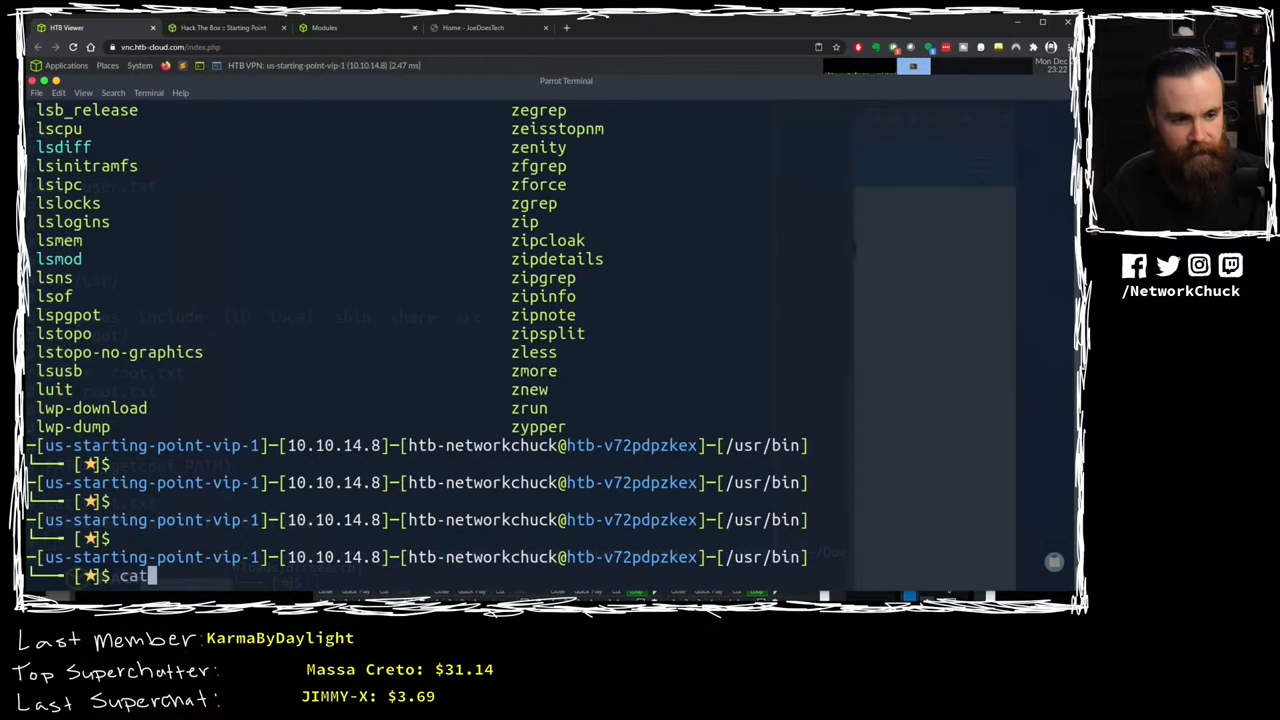 HTB Viewer
Hack The Box :: Starting Point
Modules
Home - JoeDoesTech
vnc.htb-cloud.com/index.php
Applications Places System
HTB VPN: us-starting-point-vip-1 (10.10.14.8) [2.47 ms]
Mon Dec
23:22
Parrot Terminal
File Edit View Search Terminal Help
lsb_release zegrep
lscpu zeisstopnm
lsdiff zenity
lsinitramfs zfgrep
lsipc zforce
lslocks zgrep
lslogins zip
lsmem zipcloak
lsmod zipdetails
lsns zipgrep
lsof zipinfo
lspgpot zipnote
lstopo zipsplit
lstopo-no-graphics zless
lsusb zmore
luit znew
lwp-download zrun
lwp-dump zypper
─[us-starting-point-vip-1]─[10.10.14.8]─[htb-networkchuck@htb-v72pdpzkex]─[/usr/bin]
└── [★]$
─[us-starting-point-vip-1]─[10.10.14.8]─[htb-networkchuck@htb-v72pdpzkex]─[/usr/bin]
└── [★]$
─[us-starting-point-vip-1]─[10.10.14.8]─[htb-networkchuck@htb-v72pdpzkex]─[/usr/bin]
└── [★]$
─[us-starting-point-vip-1]─[10.10.14.8]─[htb-networkchuck@htb-v72pdpzkex]─[/usr/bin]
└── [★]$ cat
/NetworkChuck
Last Member: KarmaByDaylight
Top Superchatter: Massa Creto: $31.14
Last Superchat: JIMMY-X: $3.69